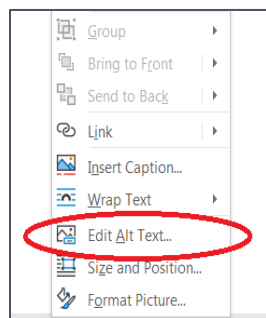 Group
Bring to Front
Send to Back
Link
Insert Caption...
Wrap Text
Edit Alt Text...
Size and Position...
Format Picture...